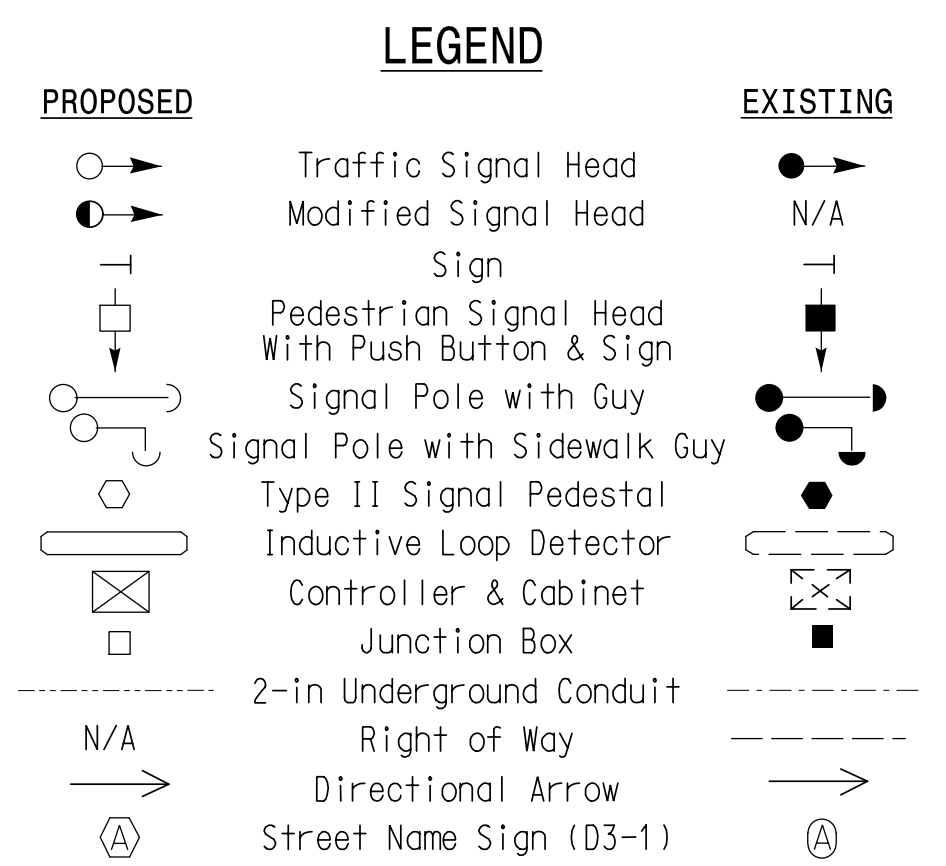 LEGEND
PROPOSED EXISTING
Traffic Signal Head
Modified Signal Head N/A
Sign
Pedestrian Signal Head
With Push Button & Sign
Signal Pole with Guy
Signal Pole with Sidewalk Guy
Type II Signal Pedestal
Inductive Loop Detector
Controller & Cabinet
Junction Box
2-in Underground Conduit
N/A Right of Way
Directional Arrow
A Street Name Sign (D3-1) A